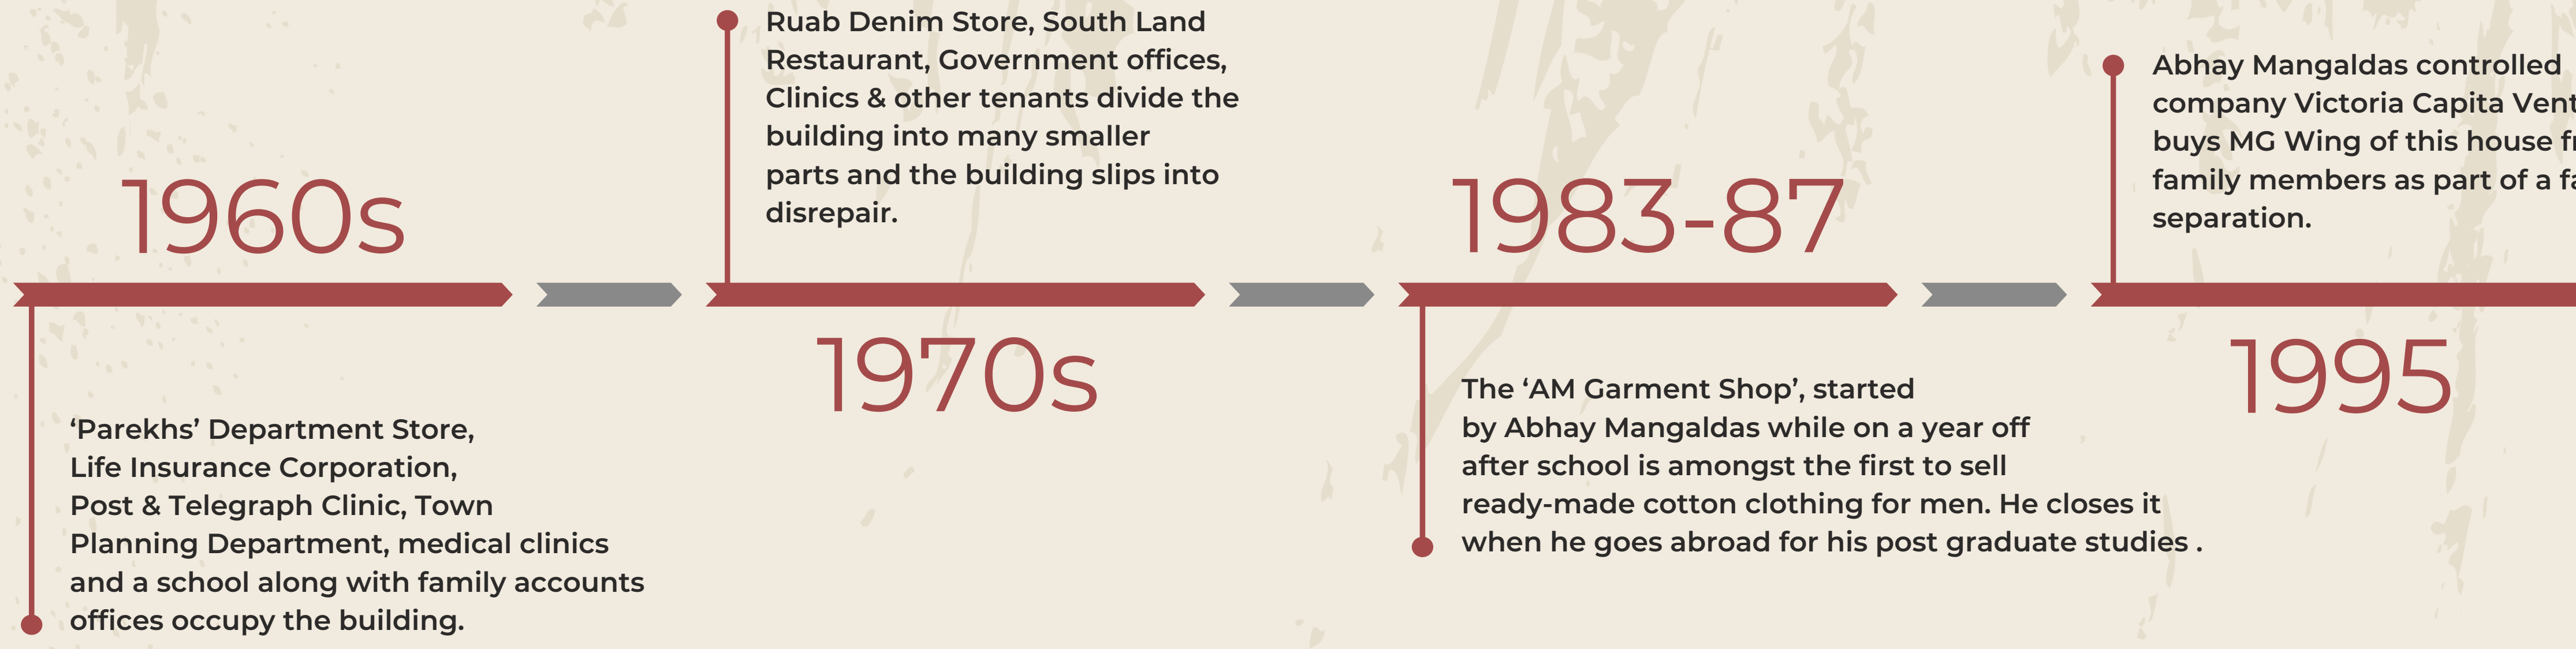 1960s
‘Parekhs’ Department Store,
Life Insurance Corporation,
Post & Telegraph Clinic, Town
Planning Department, medical clinics
and a school along with family accounts
offices occupy the building.
Ruab Denim Store, South Land
Restaurant, Government offices,
Clinics & other tenants divide the
building into many smaller
parts and the building slips into
disrepair.
1970s
1983-87
The ‘AM Garment Shop’, started
by Abhay Mangaldas while on a year off
after school is amongst the first to sell
ready-made cotton clothing for men. He closes it
when he goes abroad for his post graduate studies .
Abhay Mangaldas controlled
company Victoria Capita
buys MG Wing of this house
family members as part of a
separation.
1995